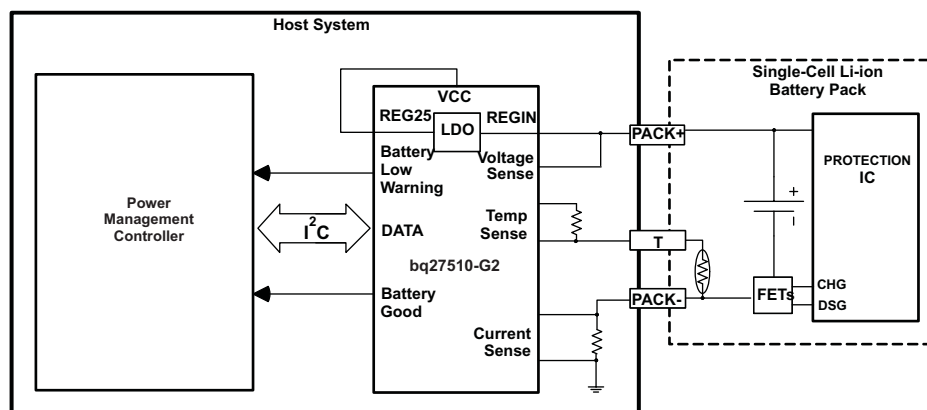 Host System
Power
Management
Controller
I2C
VCC
REG25
LDO
REGIN
Battery
Low
Warning
Voltage
Sense
DATA
Temp
Sense
bq27510-G2
Battery
Good
Current
Sense
PACK+
T
PACK-
Single-Cell Li-ion
Battery Pack
PROTECTION
IC
+
–
FETs
CHG
DSG